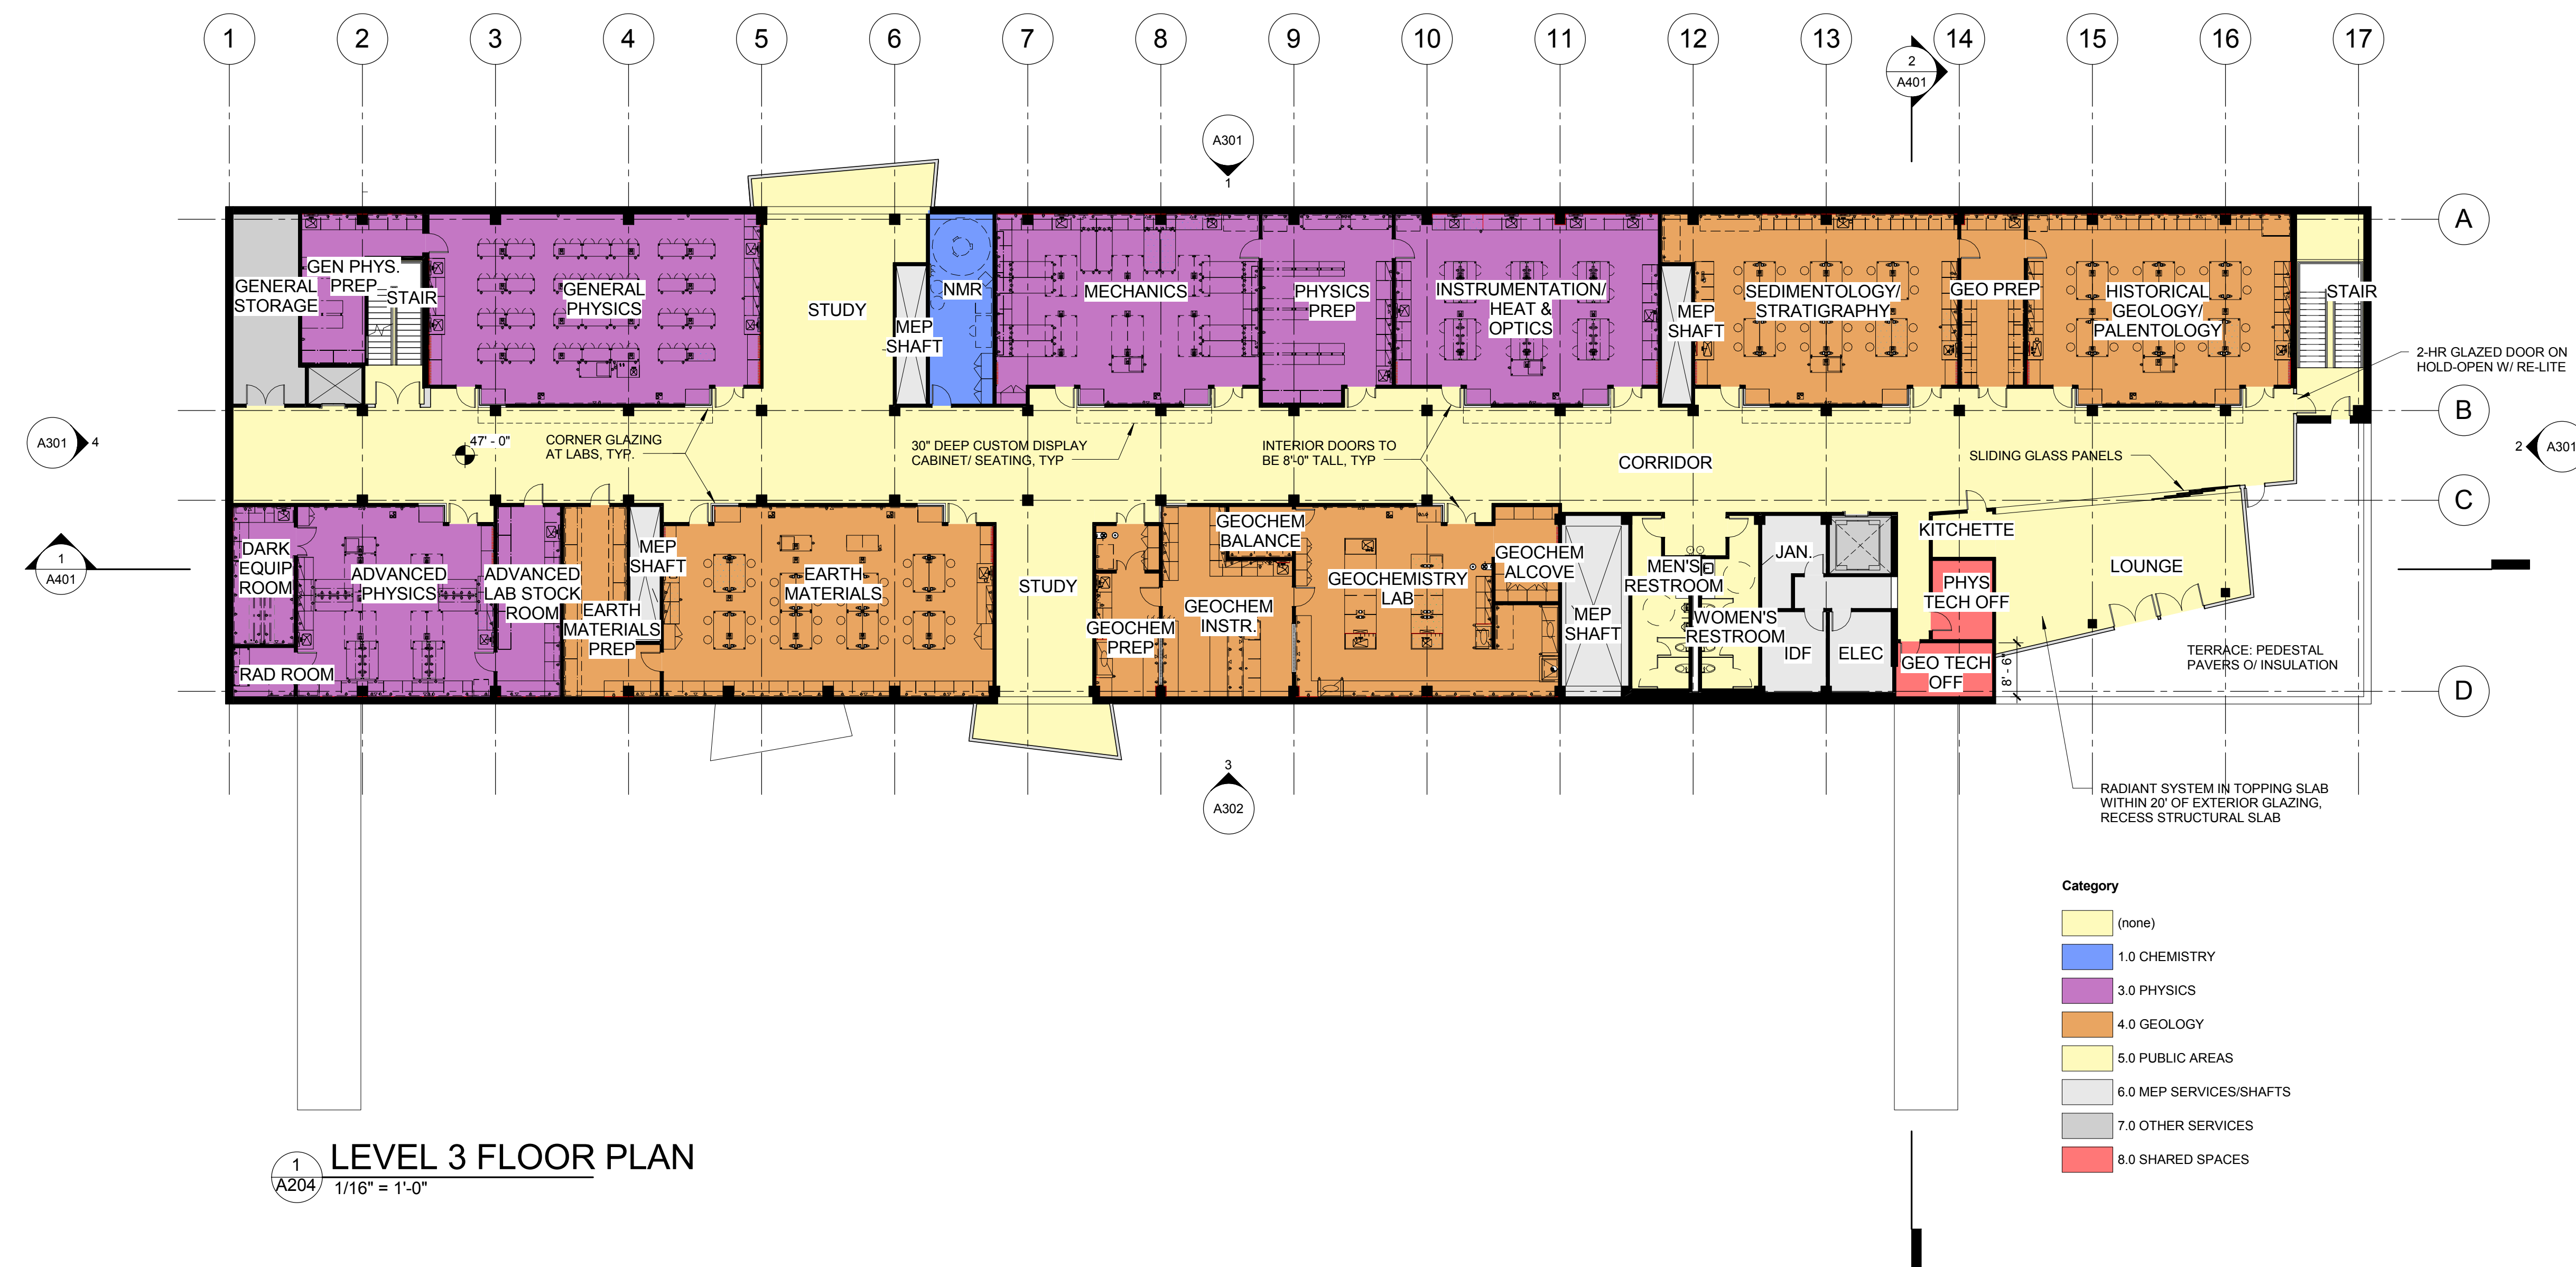 1 2 3 4 5 6 7 8 9 10 11 12 13 14 15 16 17
2
A401
A301
1
A
GENERAL
STORAGE
GEN PHYS.
PREP
STAIR
GENERAL
PHYSICS
STUDY
MEP
SHAFT
NMR
MECHANICS
PHYSICS
PREP
INSTRUMENTATION/
HEAT &
OPTICS
MEP
SHAFT
SEDIMENTOLOGY/
STRATIGRAPHY
GEO PREP
HISTORICAL
GEOLOGY/
PALENTOLOGY
STAIR
2-HR GLAZED DOOR ON
HOLD-OPEN W/ RE-LITE
B
A301 4
47' - 0"
CORNER GLAZING
AT LABS, TYP.
30" DEEP CUSTOM DISPLAY
CABINET/ SEATING, TYP
INTERIOR DOORS TO
BE 8'-0" TALL, TYP
CORRIDOR
SLIDING GLASS PANELS
2 A301
C
1
A401
DARK
EQUIP
ROOM
RAD ROOM
ADVANCED
PHYSICS
ADVANCED
LAB STOCK
ROOM
EARTH
MATERIALS
PREP
MEP
SHAFT
EARTH
MATERIALS
STUDY
GEOCHEM
PREP
GEOCHEM
BALANCE
GEOCHEM
INSTR.
GEOCHEMISTRY
LAB
GEOCHEM
ALCOVE
MEP
SHAFT
MEN'S
RESTROOM
WOMEN'S
RESTROOM
JAN.
IDF
ELEC
KITCHETTE
PHYS
TECH OFF
GEO TECH
OFF
8' - 6"
LOUNGE
TERRACE: PEDESTAL
PAVERS O/ INSULATION
D
3
A302
RADIANT SYSTEM IN TOPPING SLAB
WITHIN 20' OF EXTERIOR GLAZING,
RECESS STRUCTURAL SLAB
Category
(none)
1.0 CHEMISTRY
3.0 PHYSICS
4.0 GEOLOGY
5.0 PUBLIC AREAS
6.0 MEP SERVICES/SHAFTS
7.0 OTHER SERVICES
8.0 SHARED SPACES
1
A204
LEVEL 3 FLOOR PLAN
1/16" = 1'-0"